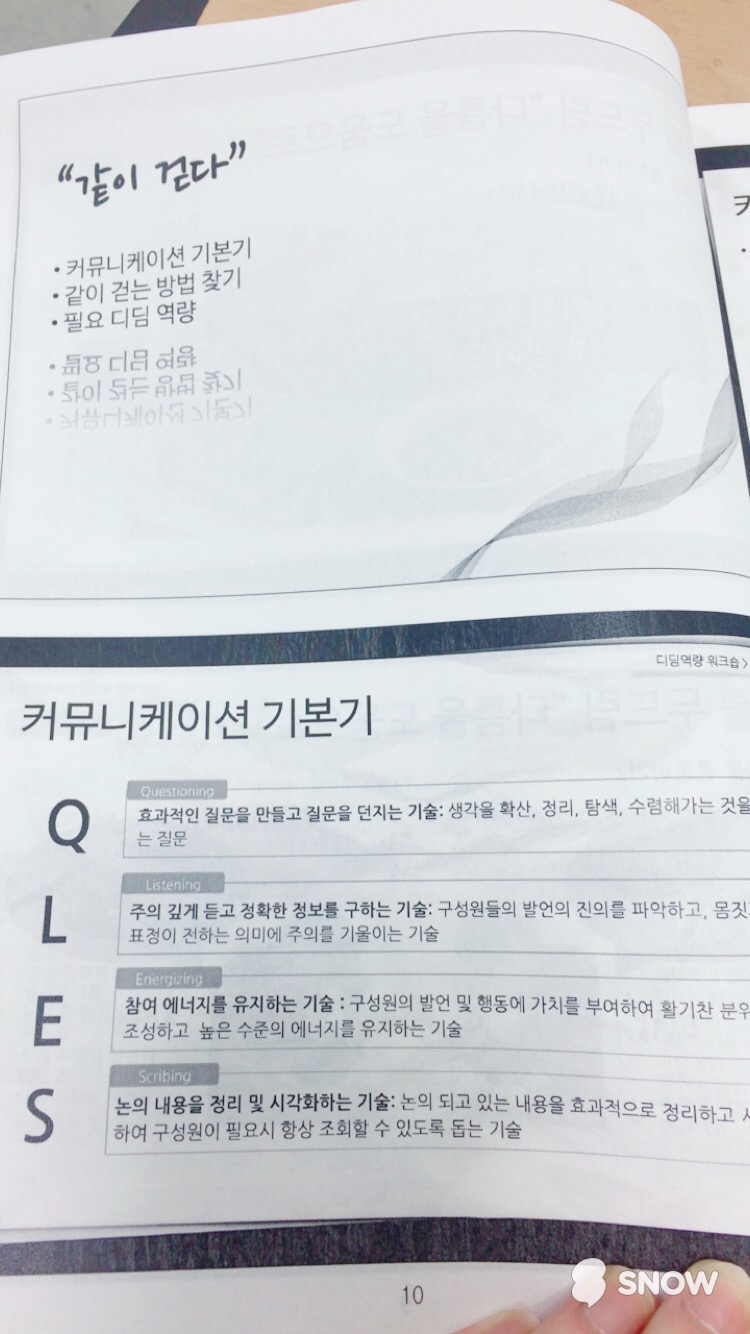 “같이 걷다”
• 커뮤니케이션 기본기
• 같이 걷는 방법 찾기
• 필요 디딤 역량
커
디딤역량 워크숍>
커뮤니케이션 기본기
Q
Questioning
효과적인 질문을 만들고 질문을 던지는 기술: 생각을 확산, 정리, 탐색, 수렴해가는 것을
는 질문
L
Listening
주의 깊게 듣고 정확한 정보를 구하는 기술: 구성원들의 발언의 진의를 파악하고, 몸짓
표정이 전하는 의미에 주의를 기울이는 기술
E
Energizing
참여 에너지를 유지하는 기술 : 구성원의 발언 및 행동에 가치를 부여하여 활기찬 분위
조성하고 높은 수준의 에너지를 유지하는 기술
S
Scribing
논의 내용을 정리 및 시각화하는 기술: 논의 되고 있는 내용을 효과적으로 정리하고
하여 구성원이 필요시 항상 조회할 수 있도록 돕는 기술
10
SNOW